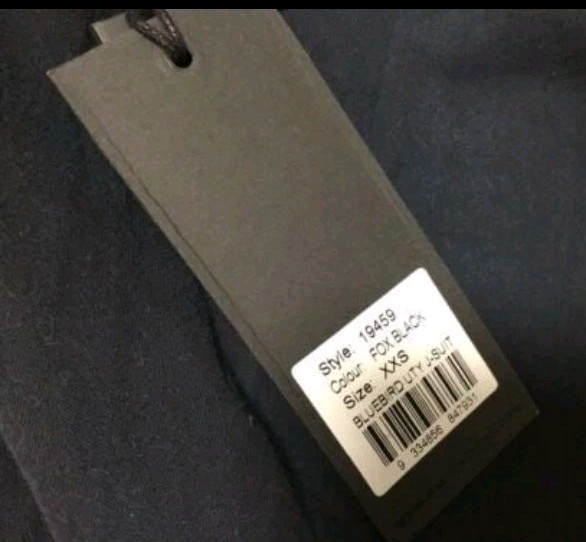 Style: 19459
Colour: FOX BLACK
Size: XXS
BLUEBIRD UTY J-SUIT
9 334856 847931